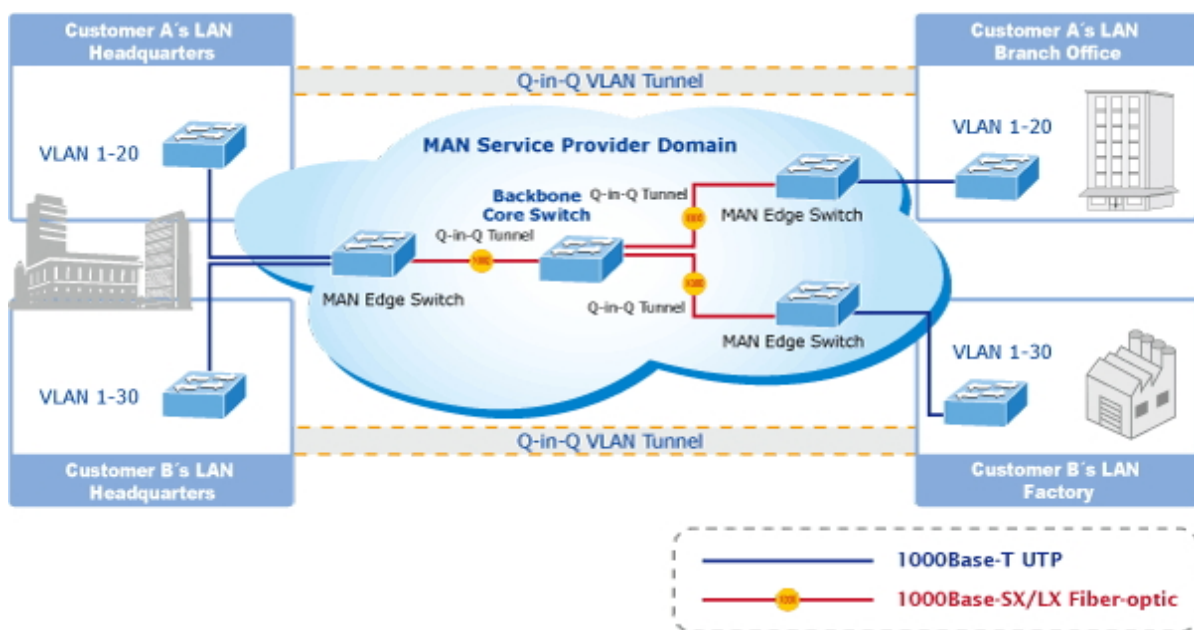 Customer A´s LAN
Headquarters
Customer A´s LAN
Branch Office
Q-in-Q VLAN Tunnel
VLAN 1-20
VLAN 1-20
MAN Service Provider Domain
Q-in-Q Tunnel
Backbone
Core Switch
MAN Edge Switch
Q-in-Q Tunnel
MAN Edge Switch
Q-in-Q Tunnel
MAN Edge Switch
VLAN 1-30
VLAN 1-30
Q-in-Q VLAN Tunnel
Customer B´s LAN
Headquarters
Customer B´s LAN
Factory
1000Base-T UTP
1000Base-SX/LX Fiber-optic